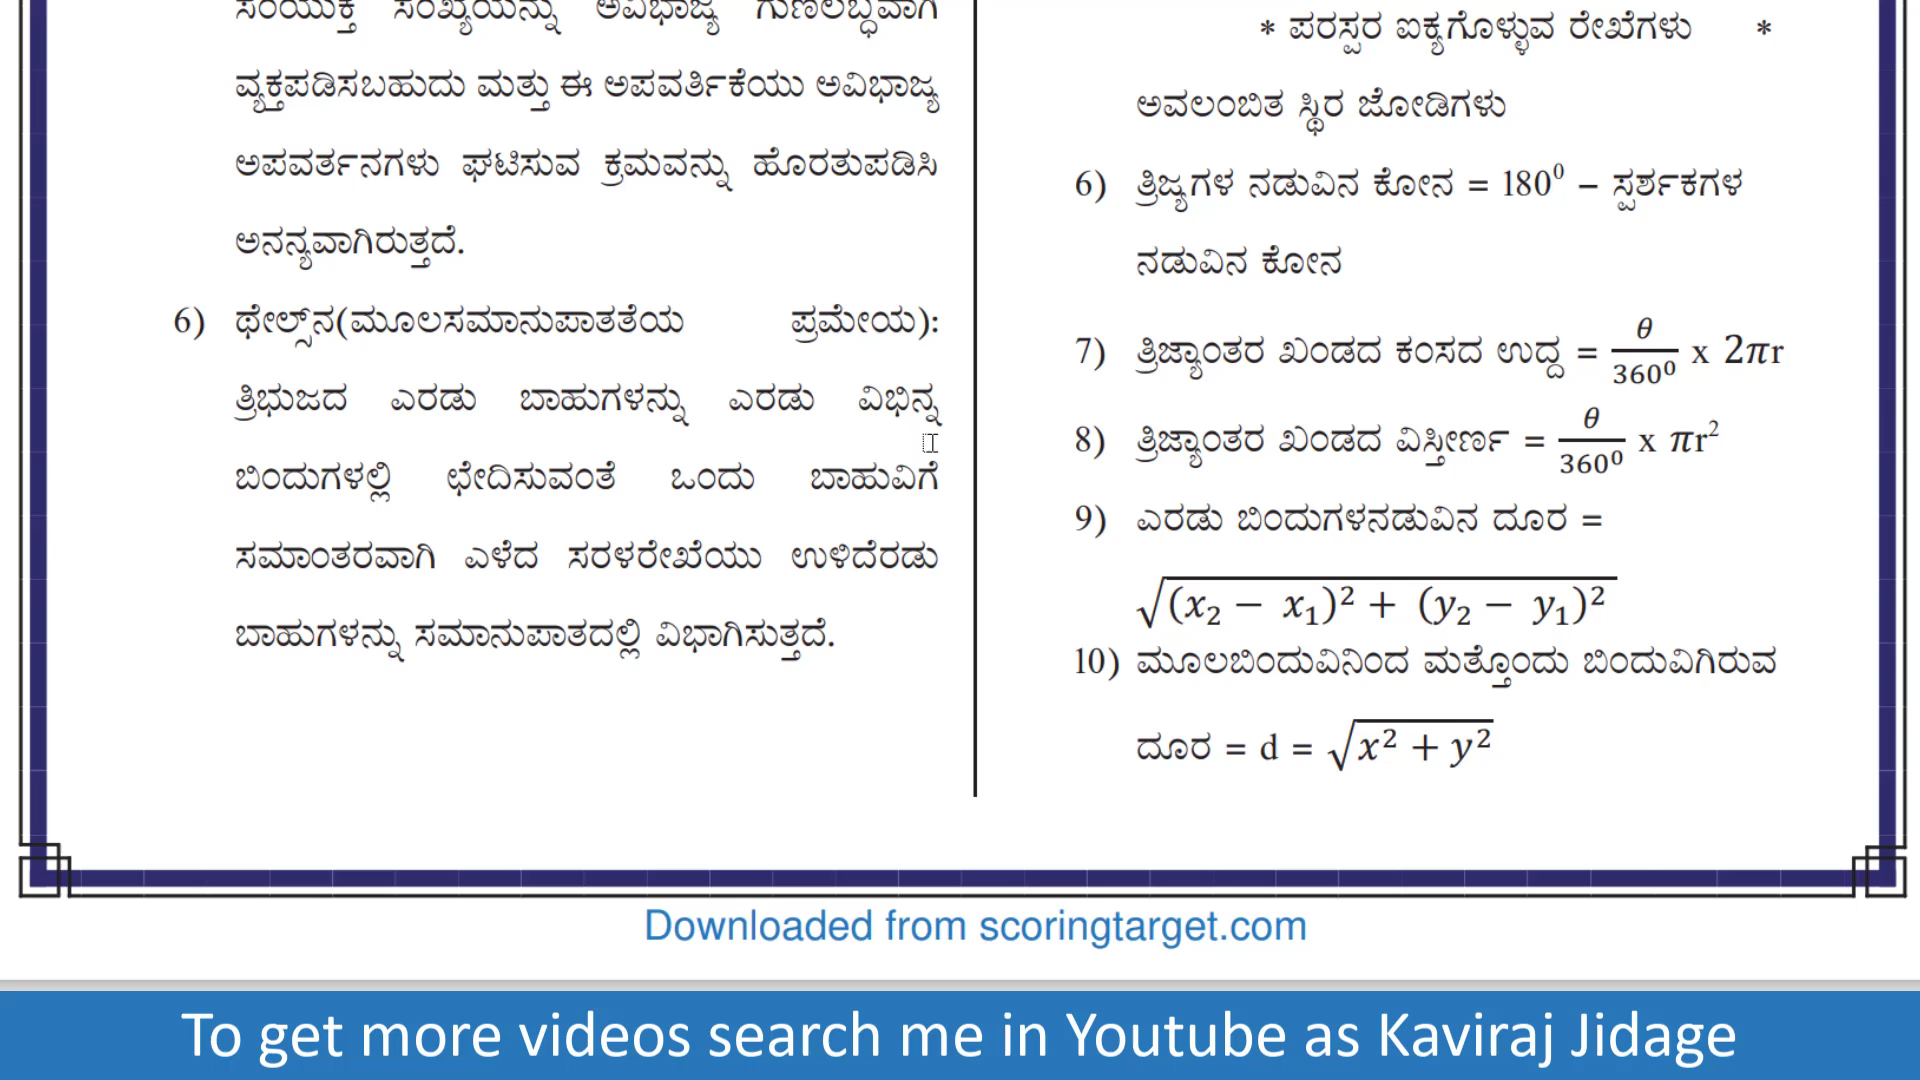 ಸಂಯುಕ್ತ ಸಂಖ್ಯೆಯನ್ನು ಅವಿಭಾಜ್ಯ ಗುಣಲಬ್ಧವಾಗಿ
ವ್ಯಕ್ತಪಡಿಸಬಹುದು ಮತ್ತು ಈ ಅಪವರ್ತಿಕೆಯು ಅವಿಭಾಜ್ಯ
ಅಪವರ್ತನಗಳು ಘಟಿಸುವ ಕ್ರಮವನ್ನು ಹೊರತುಪಡಿಸಿ
ಅನನ್ಯವಾಗಿರುತ್ತದೆ.
6) ಥೇಲ್ಸ್‌ನ(ಮೂಲಸಮಾನುಪಾತತೆಯ ಪ್ರಮೇಯ):
ತ್ರಿಭುಜದ ಎರಡು ಬಾಹುಗಳನ್ನು ಎರಡು ವಿಭಿನ್ನ
ಬಿಂದುಗಳಲ್ಲಿ ಛೇದಿಸುವಂತೆ ಒಂದು ಬಾಹುವಿಗೆ
ಸಮಾಂತರವಾಗಿ ಎಳೆದ ಸರಳರೇಖೆಯು ಉಳಿದೆರಡು
ಬಾಹುಗಳನ್ನು ಸಮಾನುಪಾತದಲ್ಲಿ ವಿಭಾಗಿಸುತ್ತದೆ.
* ಪರಸ್ಪರ ಐಕ್ಯಗೊಳ್ಳುವ ರೇಖೆಗಳು *
ಅವಲಂಬಿತ ಸ್ಥಿರ ಜೋಡಿಗಳು
6) ತ್ರಿಜ್ಯಗಳ ನಡುವಿನ ಕೋನ = 180⁰ – ಸ್ಪರ್ಶಕಗಳ
ನಡುವಿನ ಕೋನ
7) ತ್ರಿಜ್ಯಾಂತರ ಖಂಡದ ಕಂಸದ ಉದ್ದ = θ/360⁰ x 2πr
8) ತ್ರಿಜ್ಯಾಂತರ ಖಂಡದ ವಿಸ್ತೀರ್ಣ = θ/360⁰ x πr²
9) ಎರಡು ಬಿಂದುಗಳನಡುವಿನ ದೂರ =
√((x₂ − x₁)² + (y₂ − y₁)²)
10) ಮೂಲಬಿಂದುವಿನಿಂದ ಮತ್ತೊಂದು ಬಿಂದುವಿಗಿರುವ
ದೂರ = d = √(x² + y²)
Downloaded from scoringtarget.com
To get more videos search me in Youtube as Kaviraj Jidage